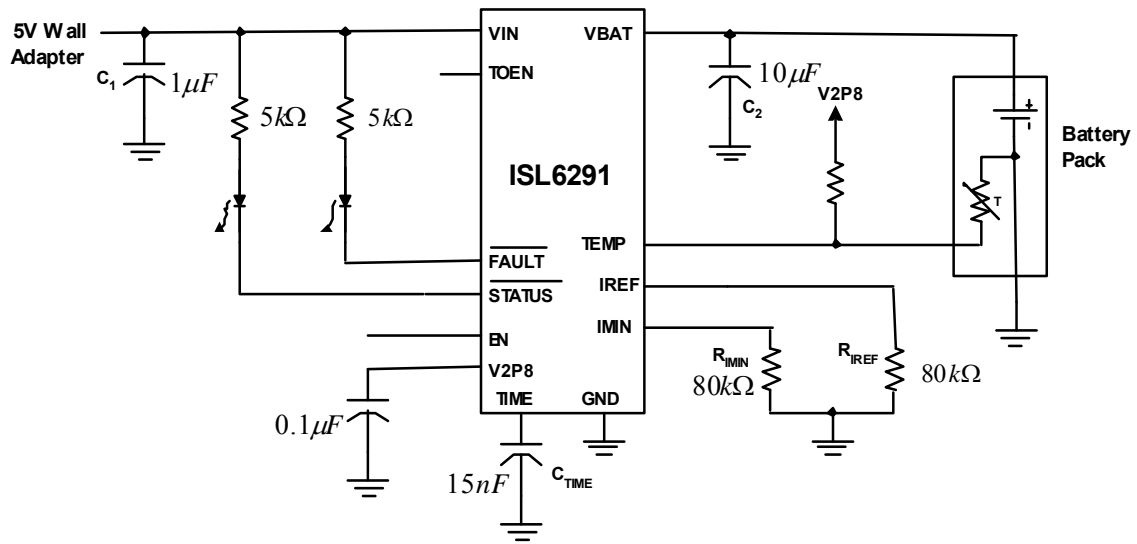 5V Wall
Adapter
C1
1μF
5kΩ
5kΩ
VIN
TOEN
VBAT
ISL6291
10μF
C2
V2P8
Battery
Pack
+
-
T
TEMP
FAULT
STATUS
IREF
IMIN
EN
V2P8
TIME
GND
RIMIN
80kΩ
RIREF
80kΩ
0.1μF
15nF
CTIME